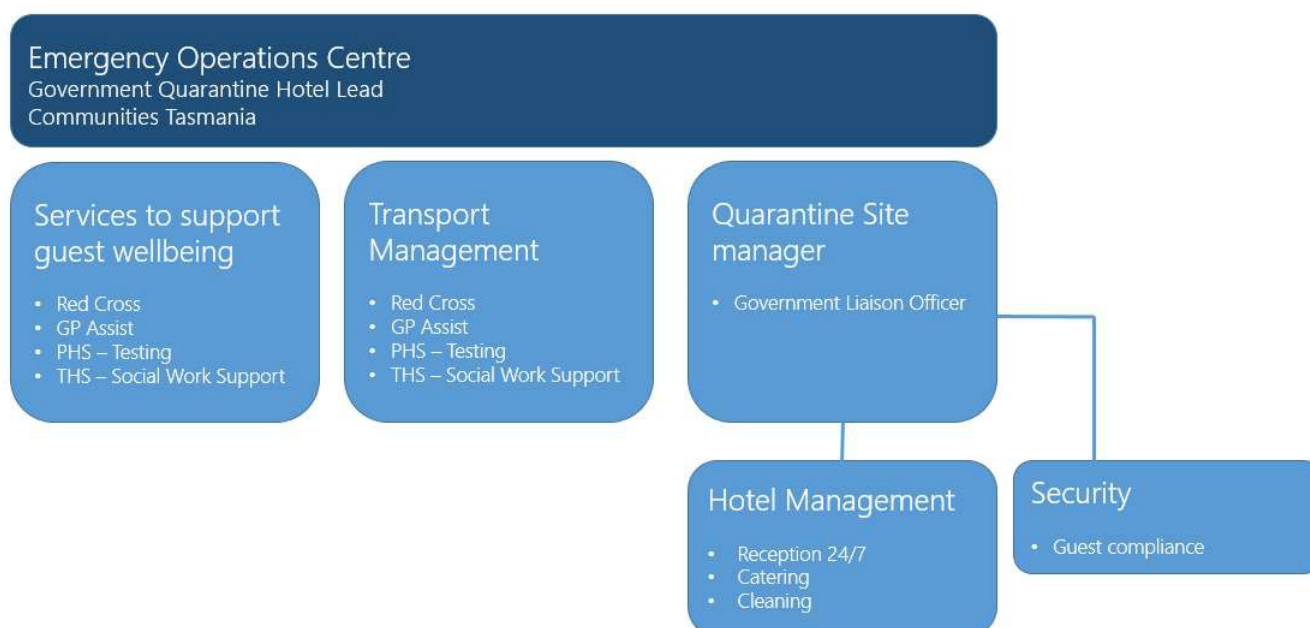 Emergency Operations Centre
Government Quarantine Hotel Lead
Communities Tasmania
Services to support
guest wellbeing
• Red Cross
• GP Assist
• PHS – Testing
• THS – Social Work Support
Transport
Management
• Red Cross
• GP Assist
• PHS – Testing
• THS – Social Work Support
Quarantine Site
manager
• Government Liaison Officer
Hotel Management
• Reception 24/7
• Catering
• Cleaning
Security
• Guest compliance